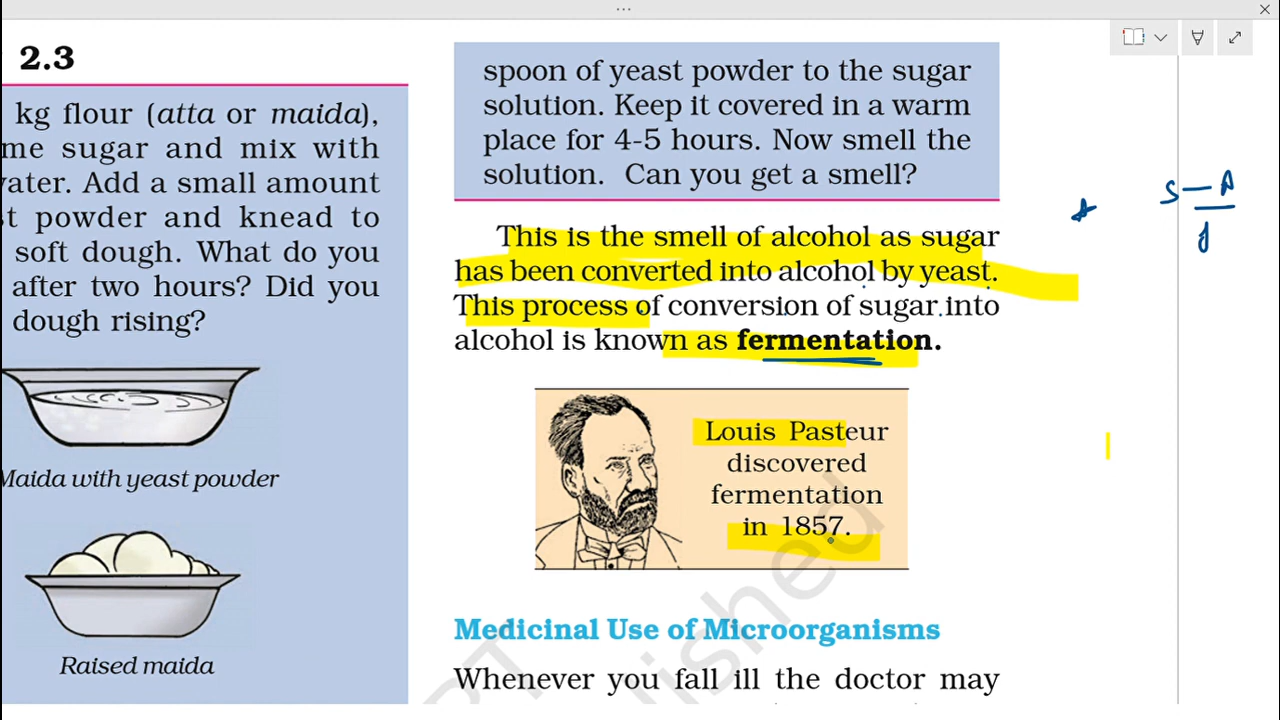 2.3
kg flour (atta or maida),
me sugar and mix with
ater. Add a small amount
st powder and knead to
soft dough. What do you
after two hours? Did you
dough rising?
Maida with yeast powder
Raised maida
spoon of yeast powder to the sugar
solution. Keep it covered in a warm
place for 4-5 hours. Now smell the
solution. Can you get a smell?
This is the smell of alcohol as sugar
has been converted into alcohol by yeast.
This process of conversion of sugar into
alcohol is known as fermentation.
Louis Pasteur
discovered
fermentation
in 1857.
Medicinal Use of Microorganisms
Whenever you fall ill the doctor may
S — A
y